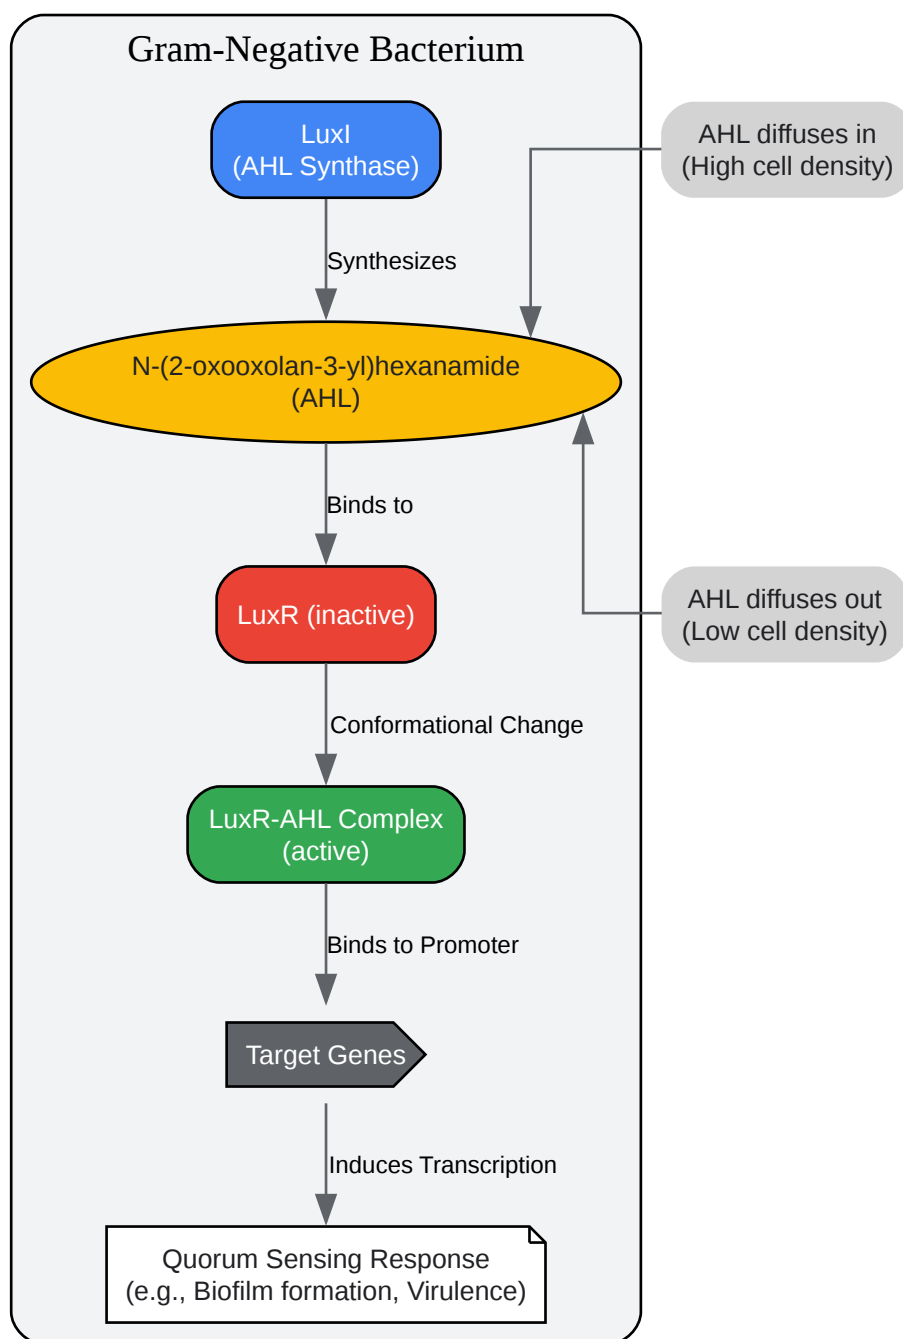 Gram-Negative Bacterium
LuxI
(AHL Synthase)
AHL diffuses in
(High cell density)
Synthesizes
N-(2-oxooxolan-3-yl)hexanamide
(AHL)
Binds to
LuxR (inactive)
AHL diffuses out
(Low cell density)
Conformational Change
LuxR-AHL Complex
(active)
Binds to Promoter
Target Genes
Induces Transcription
Quorum Sensing Response
(e.g., Biofilm formation, Virulence)